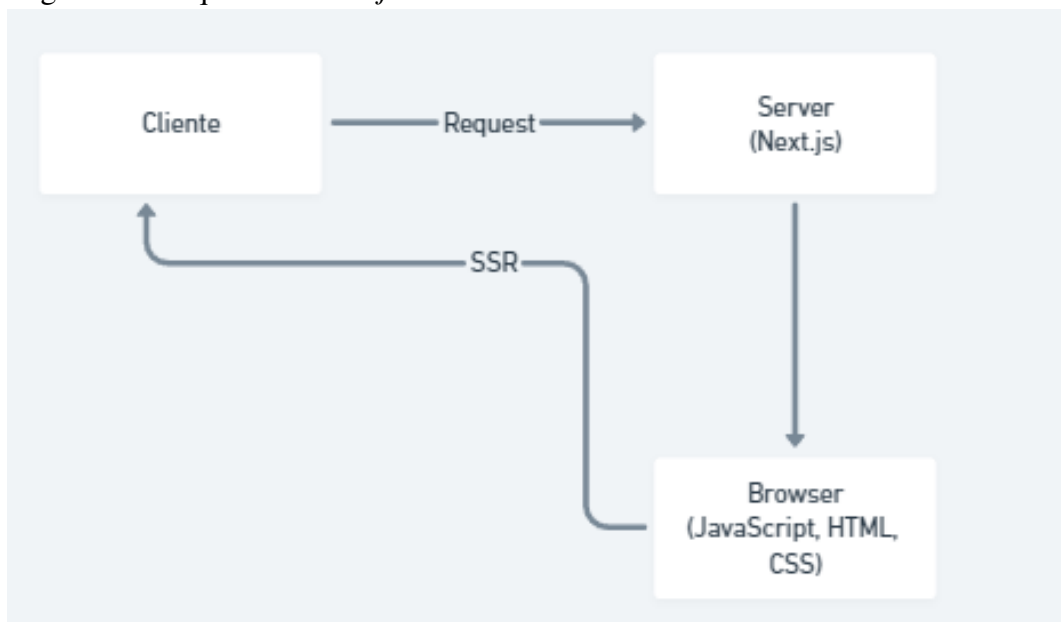 Cliente
Request
Server
(Next.js)
SSR
Browser
(JavaScript, HTML,
CSS)